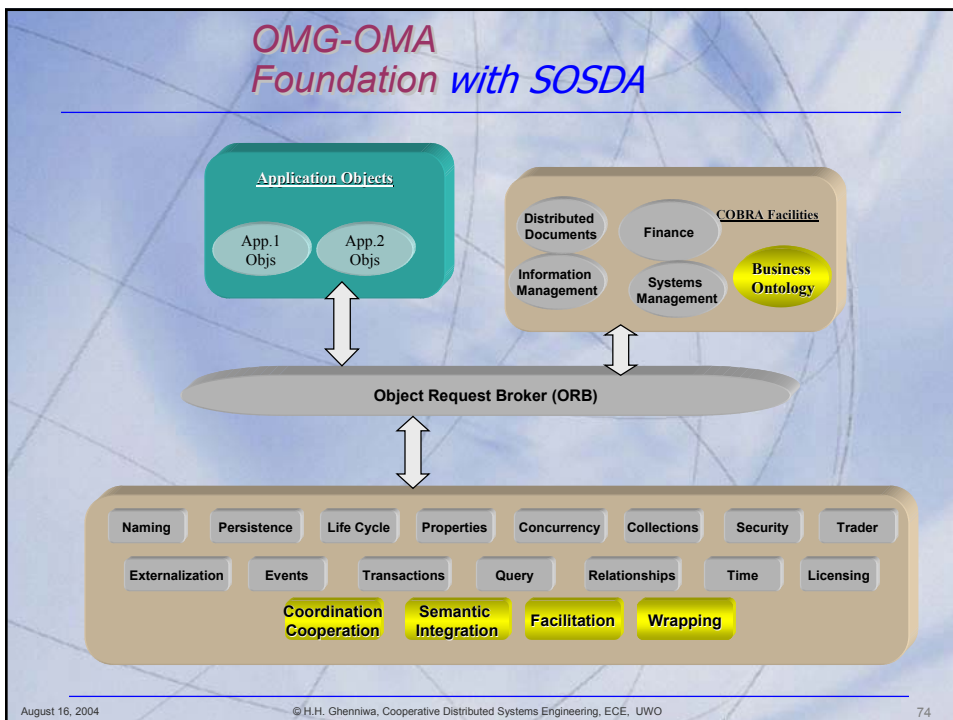 OMG-OMA
Foundation with SOSDA
Application Objects
App.1
Objs
App.2
Objs
COBRA Facilities
Distributed
Documents
Finance
Information
Management
Systems
Management
Business
Ontology
Object Request Broker (ORB)
Naming
Persistence
Life Cycle
Properties
Concurrency
Collections
Security
Trader
Externalization
Events
Transactions
Query
Relationships
Time
Licensing
Coordination
Cooperation
Semantic
Integration
Facilitation
Wrapping
August 16, 2004
© H.H. Ghenniwa, Cooperative Distributed Systems Engineering, ECE, UWO
74